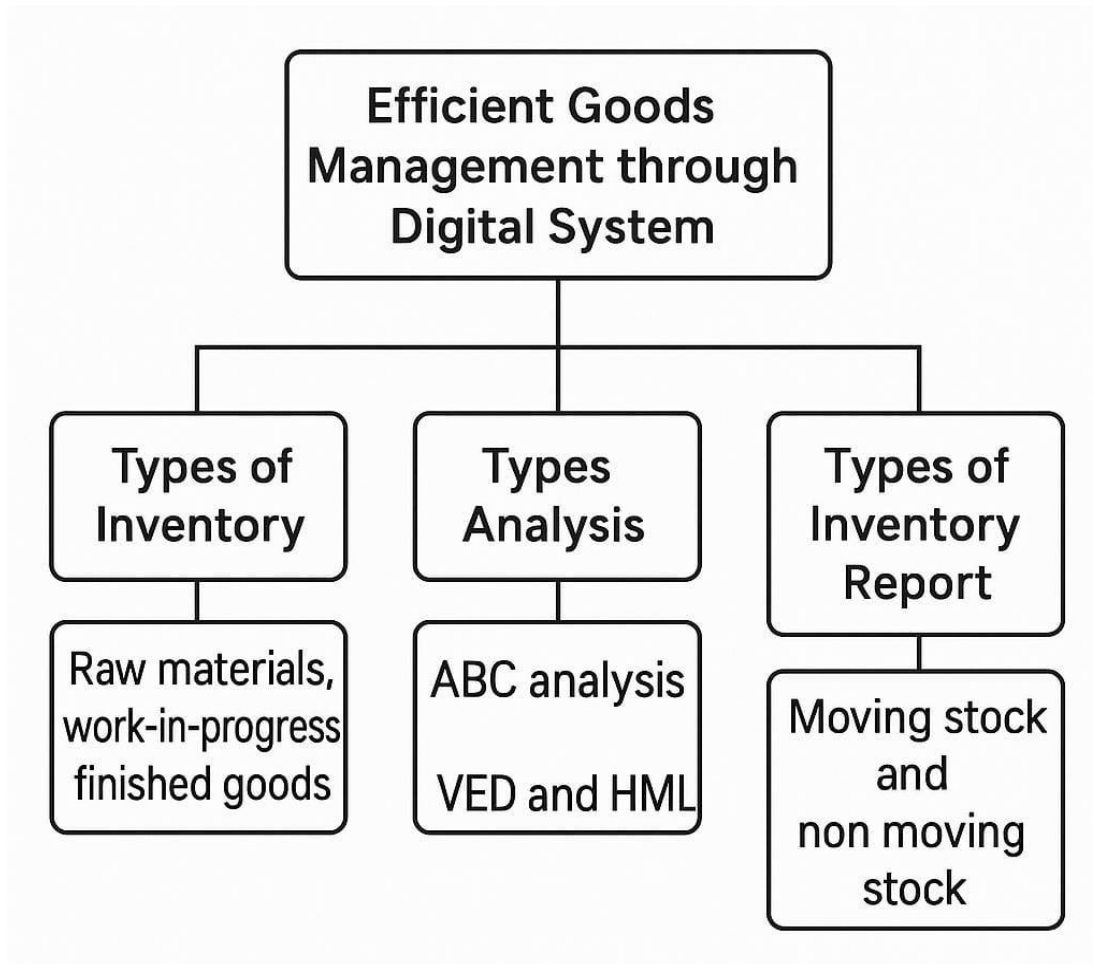 Efficient Goods
Management through
Digital System
Types of
Inventory
Types
Analysis
Types of
Inventory
Report
Raw materials,
work-in-progress
finished goods
ABC analysis
VED and HML
Moving stock
and
non moving
stock